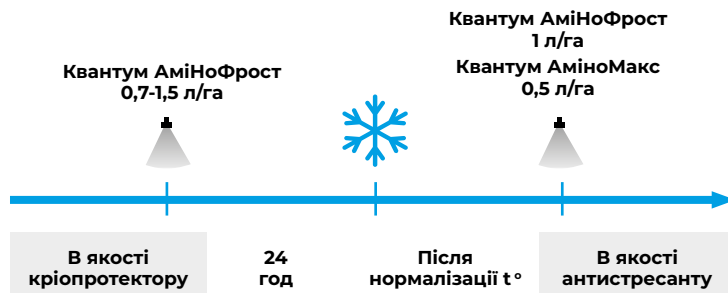 Квантум АміНоФрост
1 л/га
Квантум АміноМакс
0,5 л/га
Квантум АміНоФрост
0,7-1,5 л/га
В якості
кріопротектору
24
год
Після
нормалізації t°
В якості
антистресанту